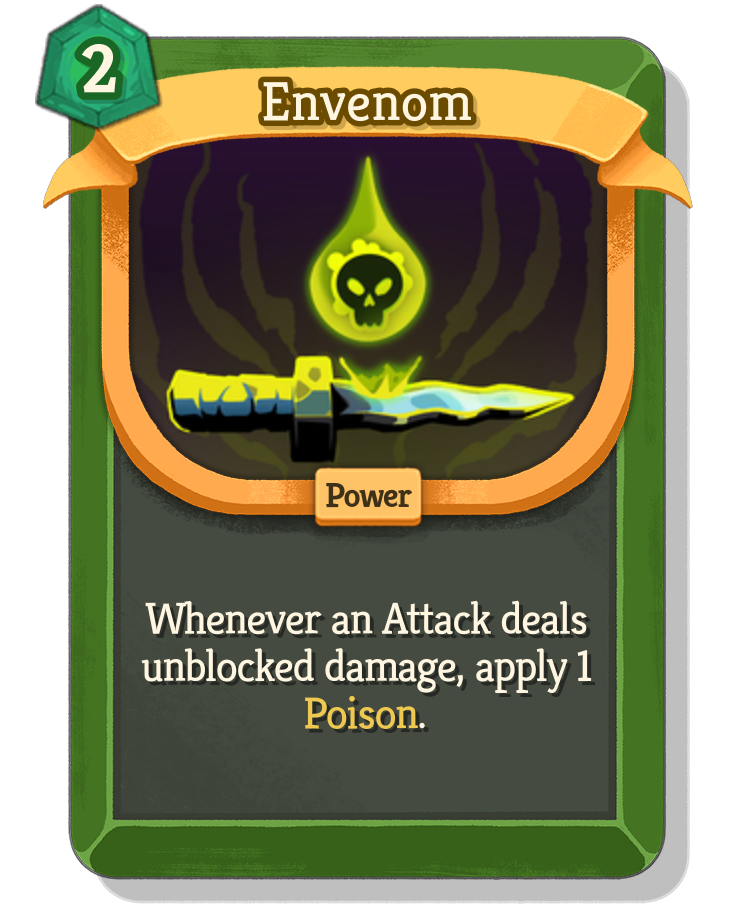 2
Envenom
Power
Whenever an Attack deals
unblocked damage, apply 1
Poison.